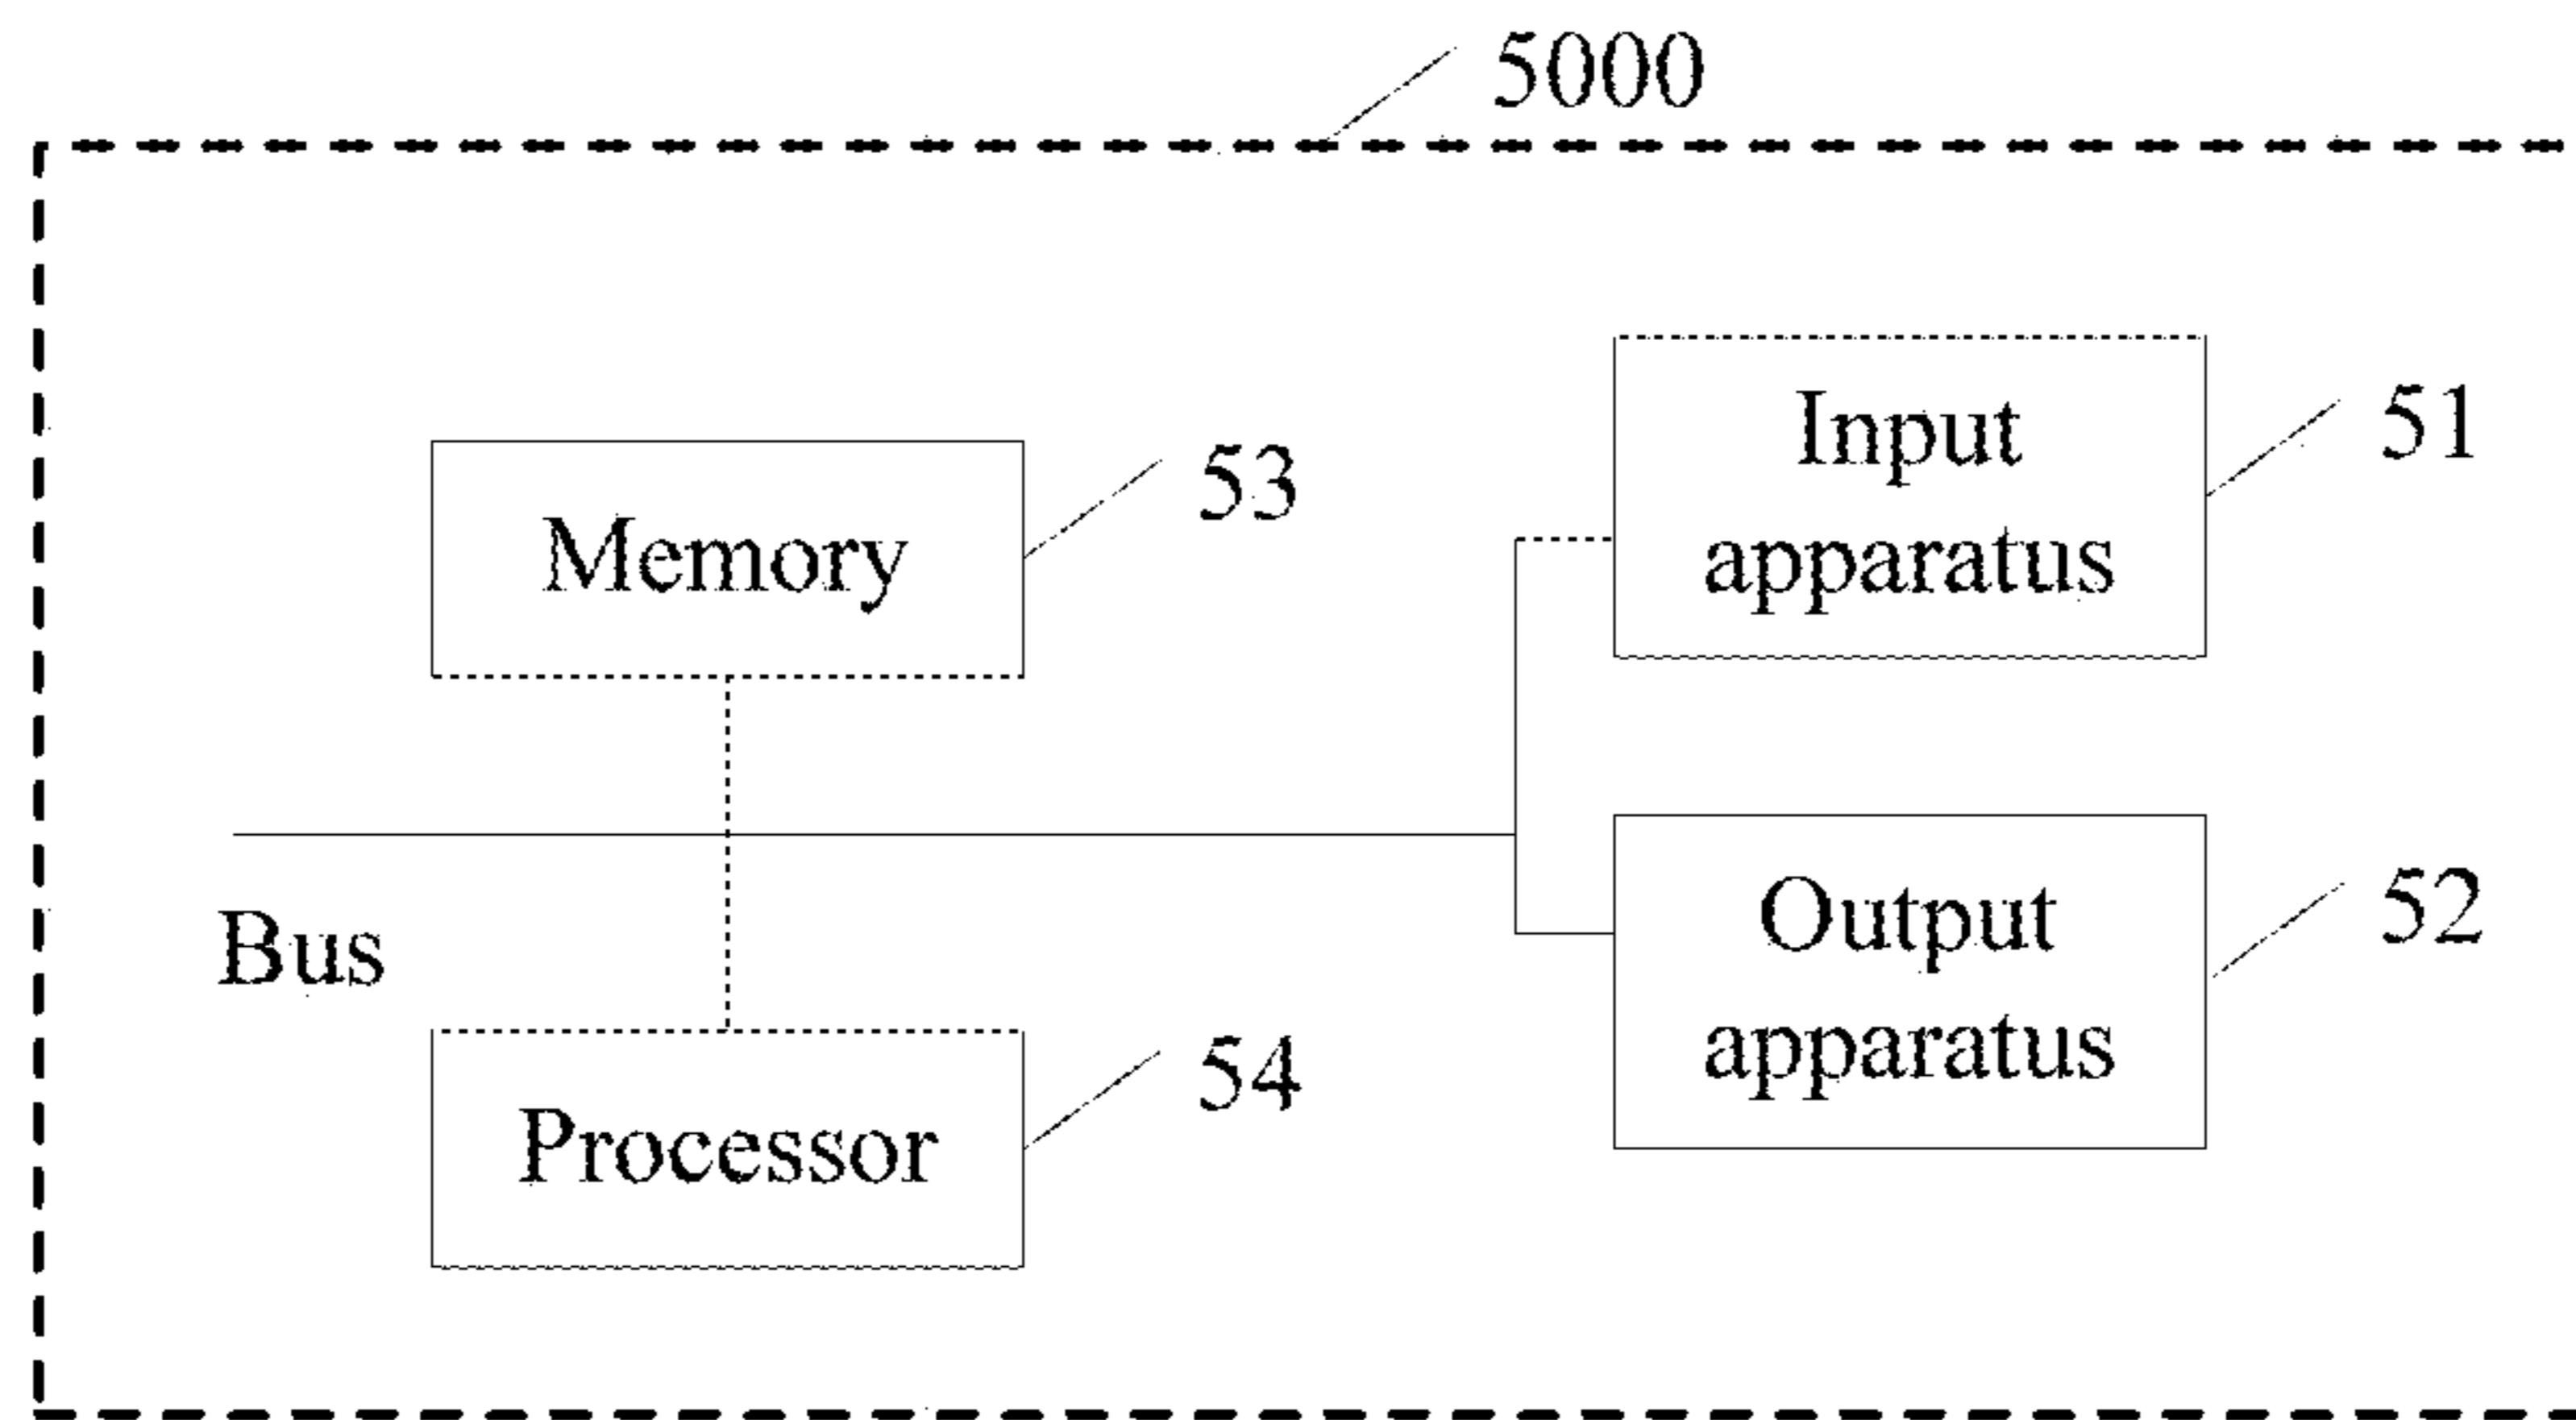 5000
Memory
53
Input
apparatus
51
Bus
Output
apparatus
52
Processor
54